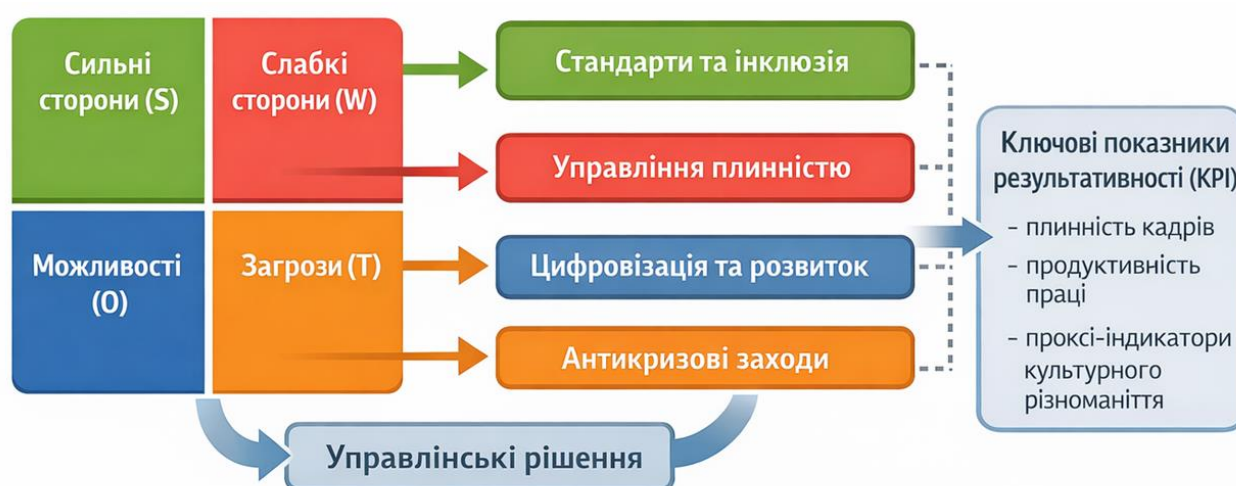 Сильні
сторони (S)
Слабкі
сторони (W)
Можливості
(O)
Загрози (T)
Стандарти та інклюзія
Управління плинністю
Цифровізація та розвиток
Антикризові заходи
Управлінські рішення
Ключові показники
результативності (KPI)
- плинність кадрів
- продуктивність
праці
- проксі-індикатори
культурного
різноманіття